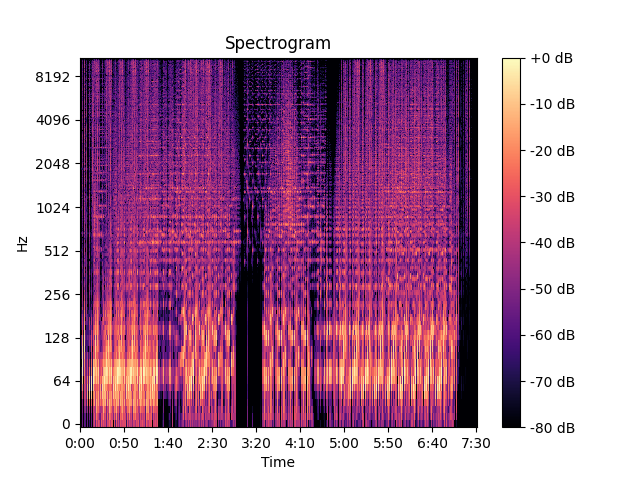 Spectrogram
8192
4096
2048
1024
512
256
128
64
0
Hz
0:00 0:50 1:40 2:30 3:20 4:10 5:00 5:50 6:40 7:30
Time
+0 dB
-10 dB
-20 dB
-30 dB
-40 dB
-50 dB
-60 dB
-70 dB
-80 dB